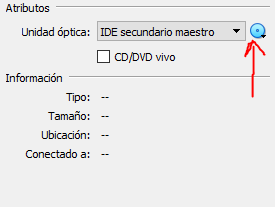 Atributos
Unidad óptica: IDE secundario maestro
CD/DVD vivo
Información
Tipo: --
Tamaño: --
Ubicación: --
Conectado a: --